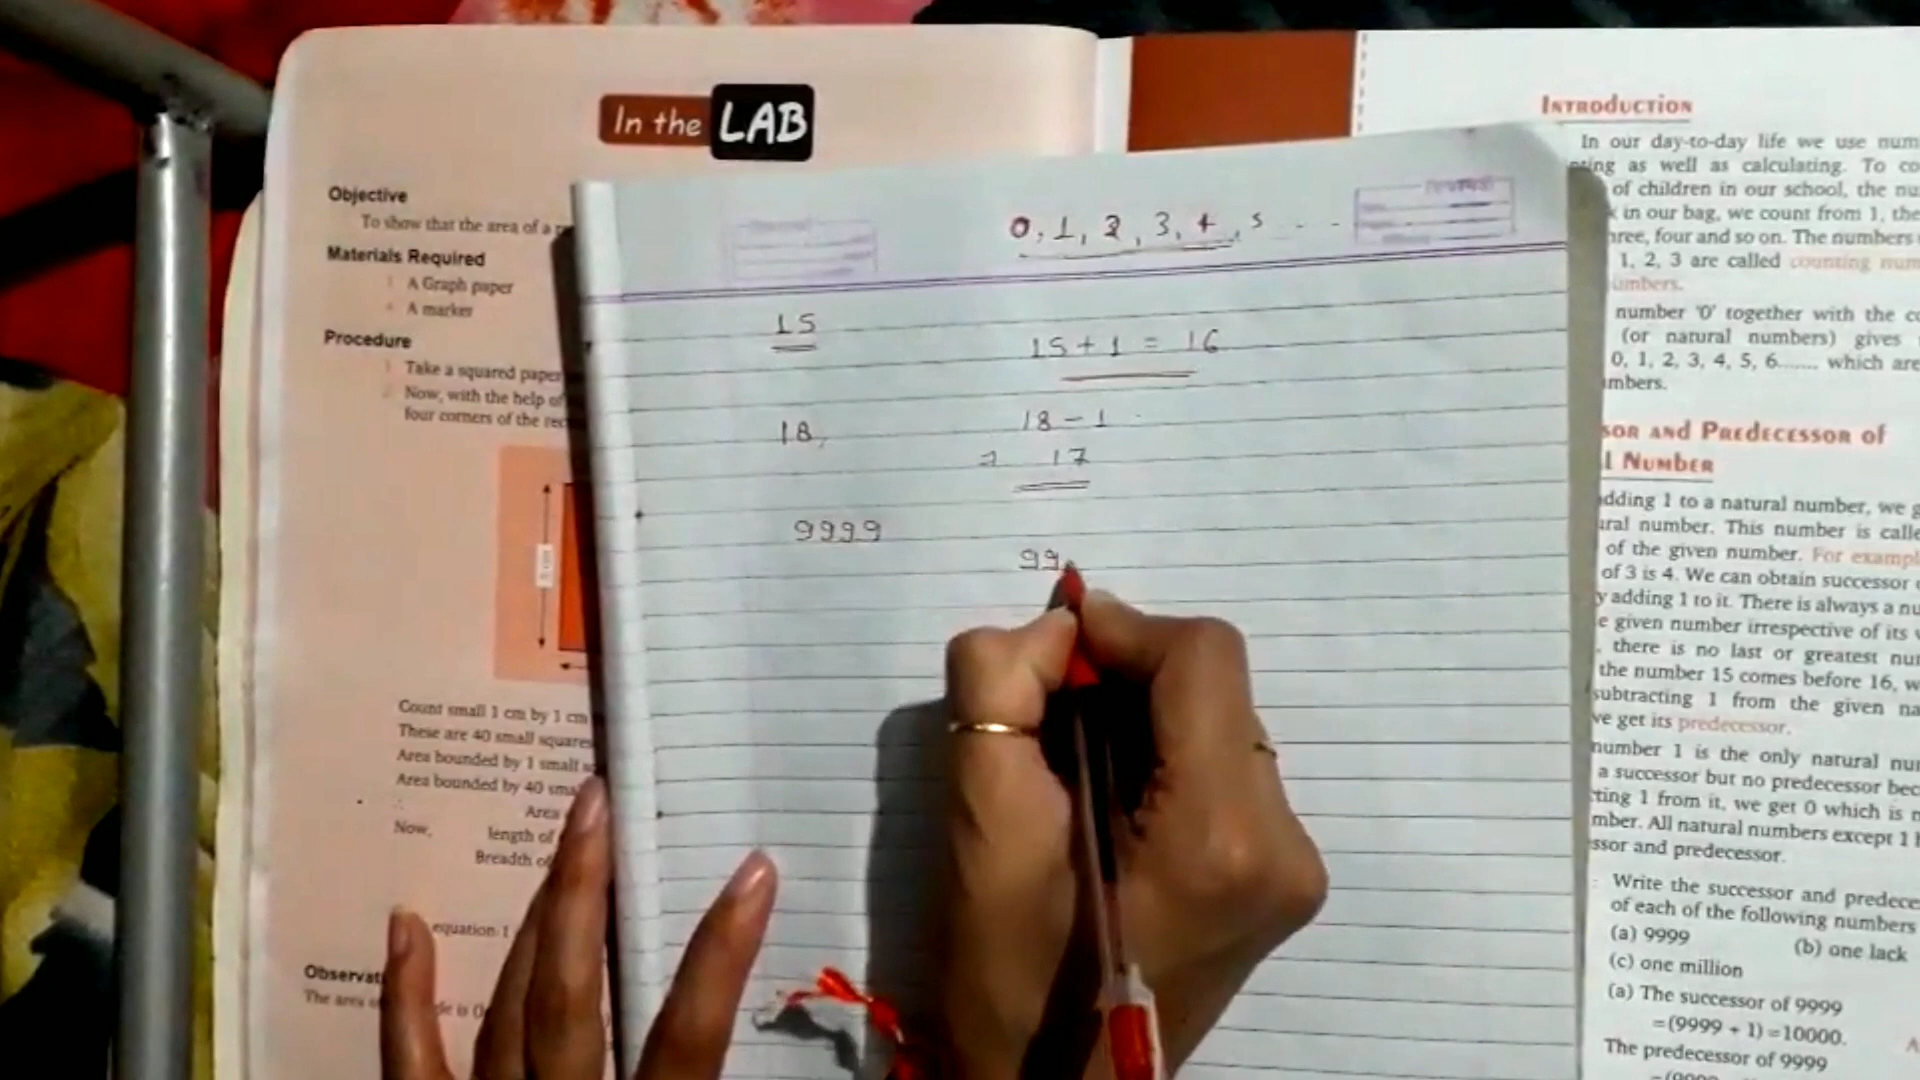 In the LAB
Objective
To show that the area of a
Materials Required
A Graph paper
A marker
Procedure
Take a squared paper
Now, with the help of
four corners of the rec
Count small 1 cm by 1 cm
These are 40 small squares
Area bounded by 1 small
Area bounded by 40 sma
Area
Now, length of
Breadth of
equation-1
Observat
The area
0, 1, 2, 3, 4, 5 - - -
15
15 + 1 = 16
18,
18 - 1
17
9999
99
INTRODUCTION
In our day-to-day life we use num
ting as well as calculating. To co
of children in our school, the nu
in our bag, we count from 1, the
hree, four and so on. The numbers
1, 2, 3 are called counting num
umbers.
number '0' together with the co
(or natural numbers) gives
0, 1, 2, 3, 4, 5, 6....... which are
mbers.
SOR AND PREDECESSOR OF
L NUMBER
dding 1 to a natural number, we g
ural number. This number is calle
of the given number. For exampl
of 3 is 4. We can obtain successor
y adding 1 to it. There is always a nu
e given number irrespective of its
, there is no last or greatest nu
the number 15 comes before 16, w
subtracting 1 from the given na
ve get its predecessor.
number 1 is the only natural nu
a successor but no predecessor bec
cting 1 from it, we get 0 which is n
mber. All natural numbers except 1 h
ssor and predecessor.
Write the successor and predece
of each of the following numbers
(a) 9999 (b) one lack
(c) one million
(a) The successor of 9999
=(9999 + 1) =10000.
The predecessor of 9999